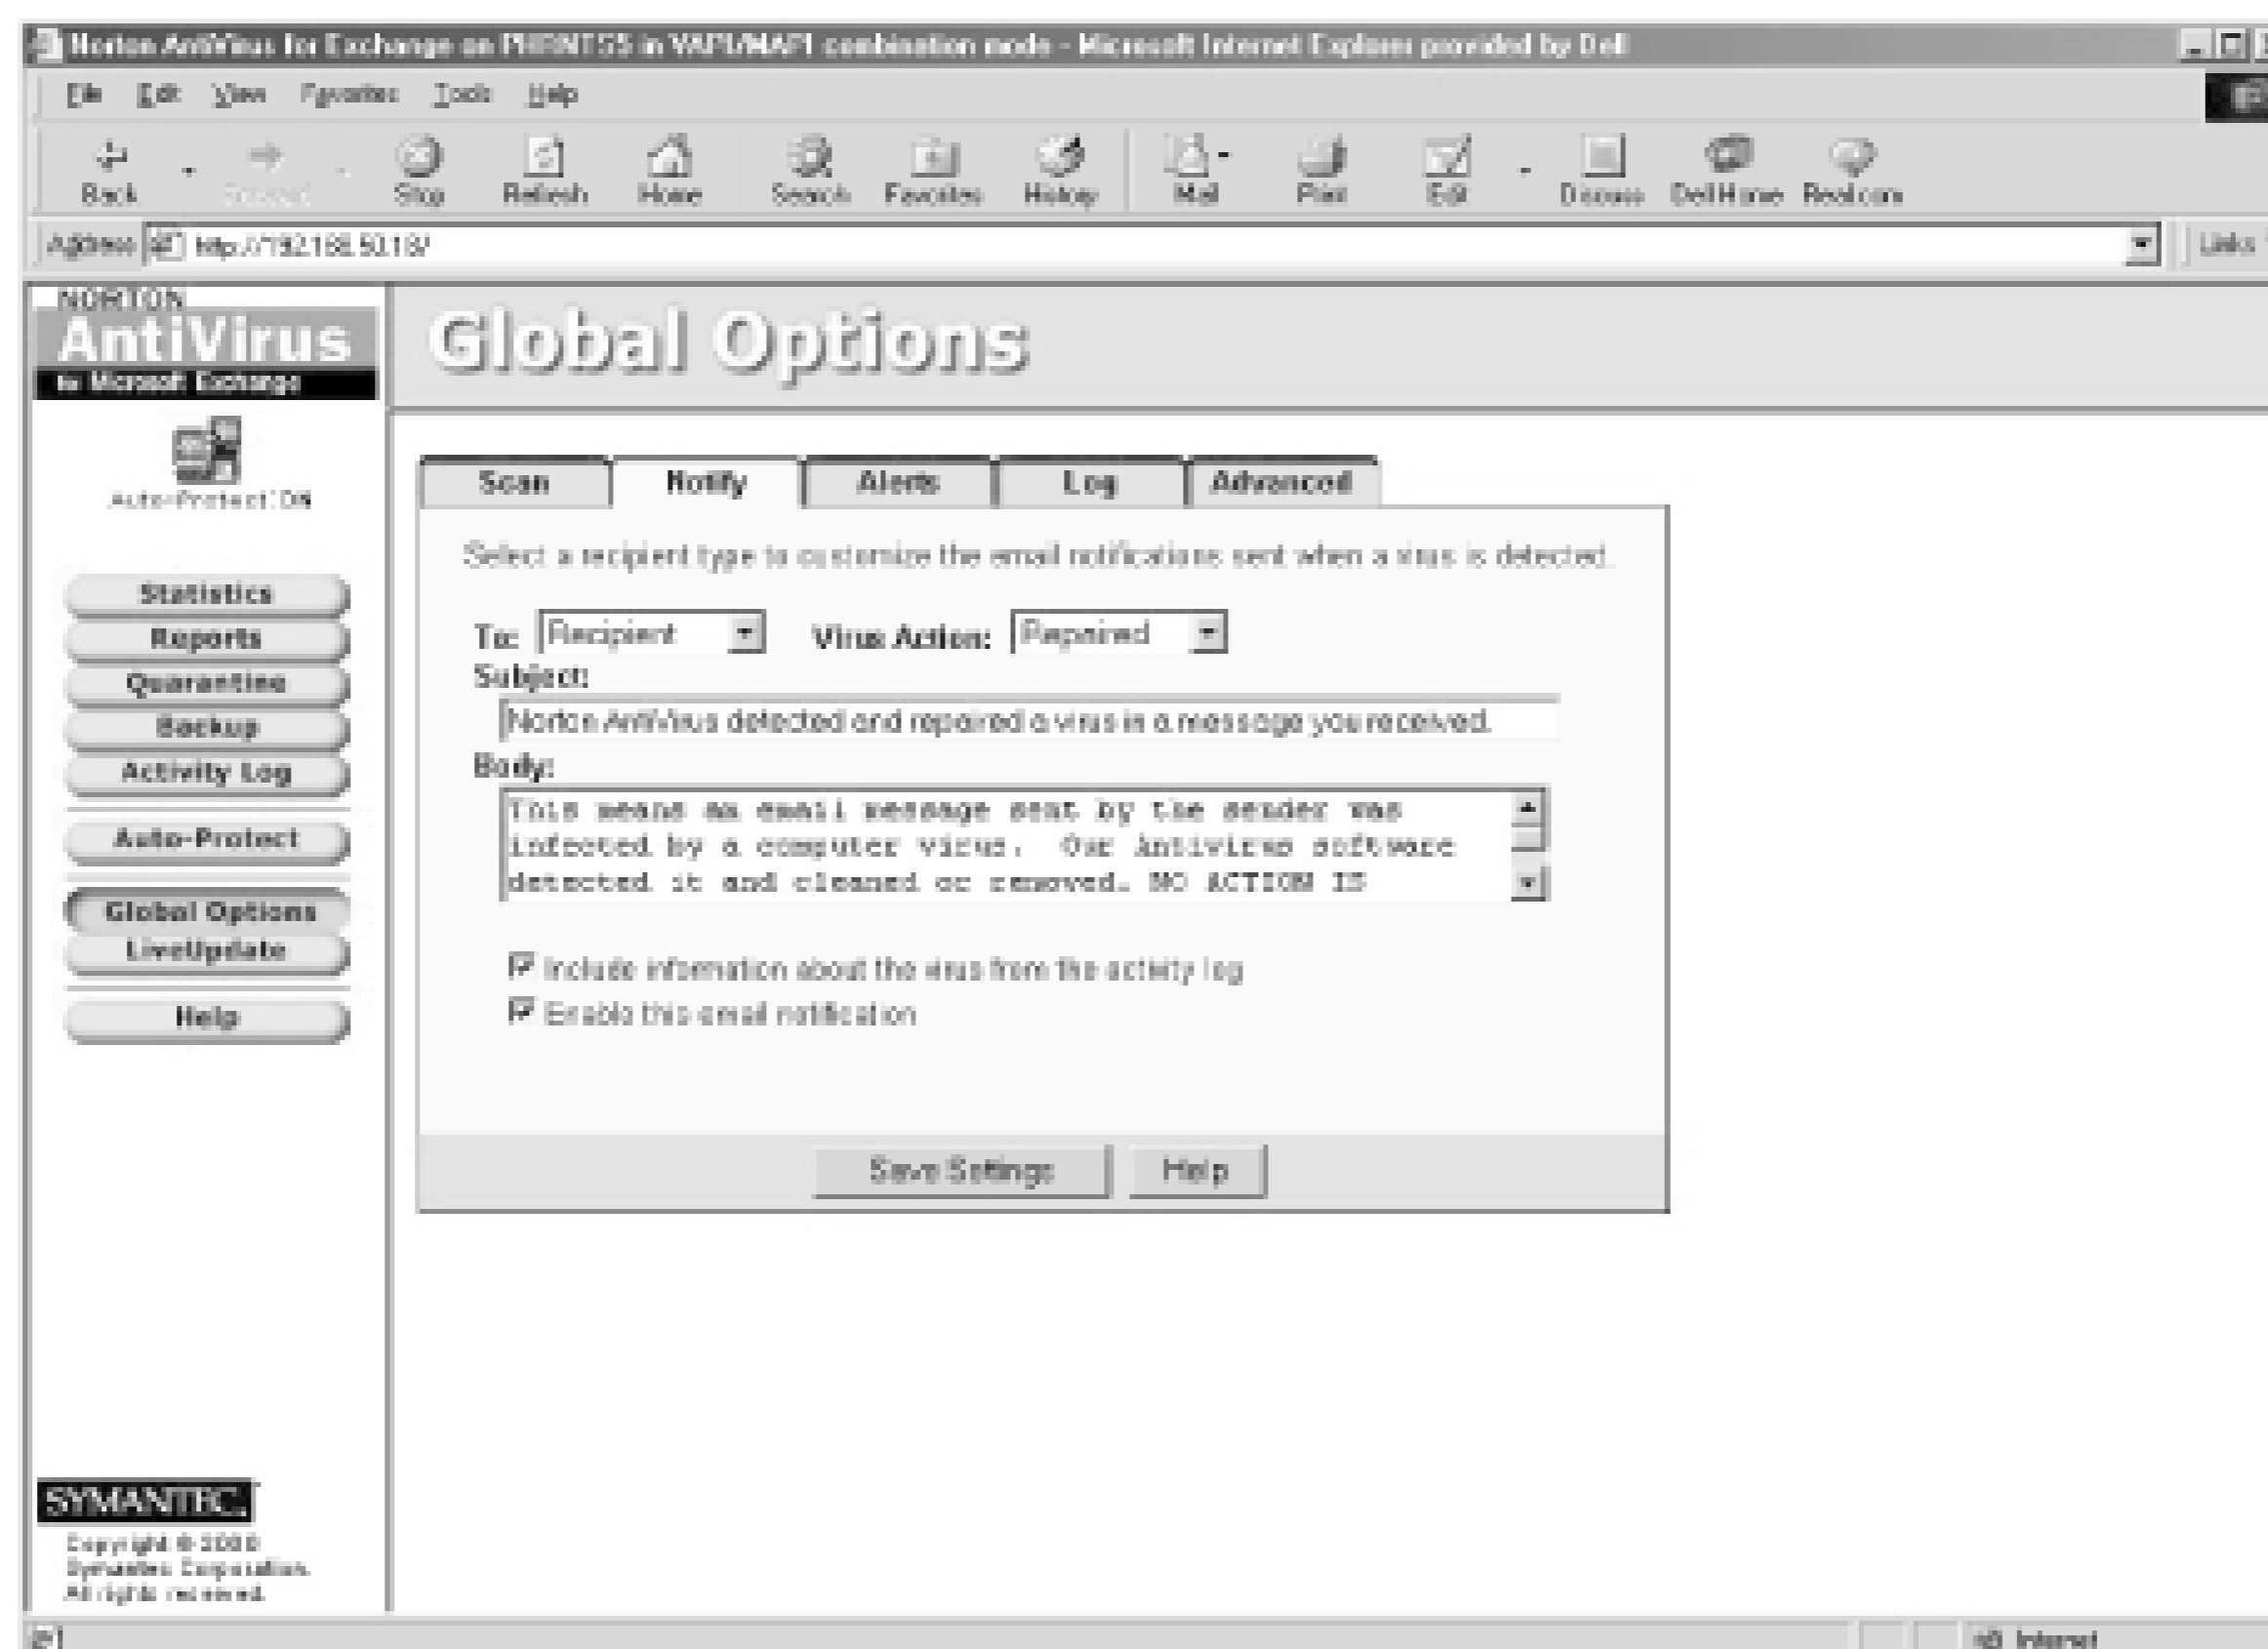 Norton AntiVirus for Exchange on in VAPI/MAPI combination mode - Microsoft Internet Explorer provided by Dell
File Edit View Favorites Tools Help
Back Forward Stop Refresh Home Search Favorites History Mail Print Edit Discuss Dell Home Real.com
Address http://192.168.50.18/ Links
NORTON
AntiVirus
for Microsoft Exchange
Global Options
Auto-Protect: ON
Scan Notify Alerts Log Advanced
Select a recipient type to customize the email notifications sent when a virus is detected.
To: Recipient Virus Action: Repaired
Subject:
Norton AntiVirus detected and repaired a virus in a message you received.
Body:
This means an email message sent by the sender was
infected by a computer virus. Our Antivirus software
detected it and cleaned or removed. NO ACTION IS
Include information about the virus from the activity log
Enable this email notification
Save Settings Help
Statistics
Reports
Quarantine
Backup
Activity Log
Auto-Protect
Global Options
LiveUpdate
Help
SYMANTEC.
Copyright © 2000
Symantec Corporation.
All rights reserved.
Internet